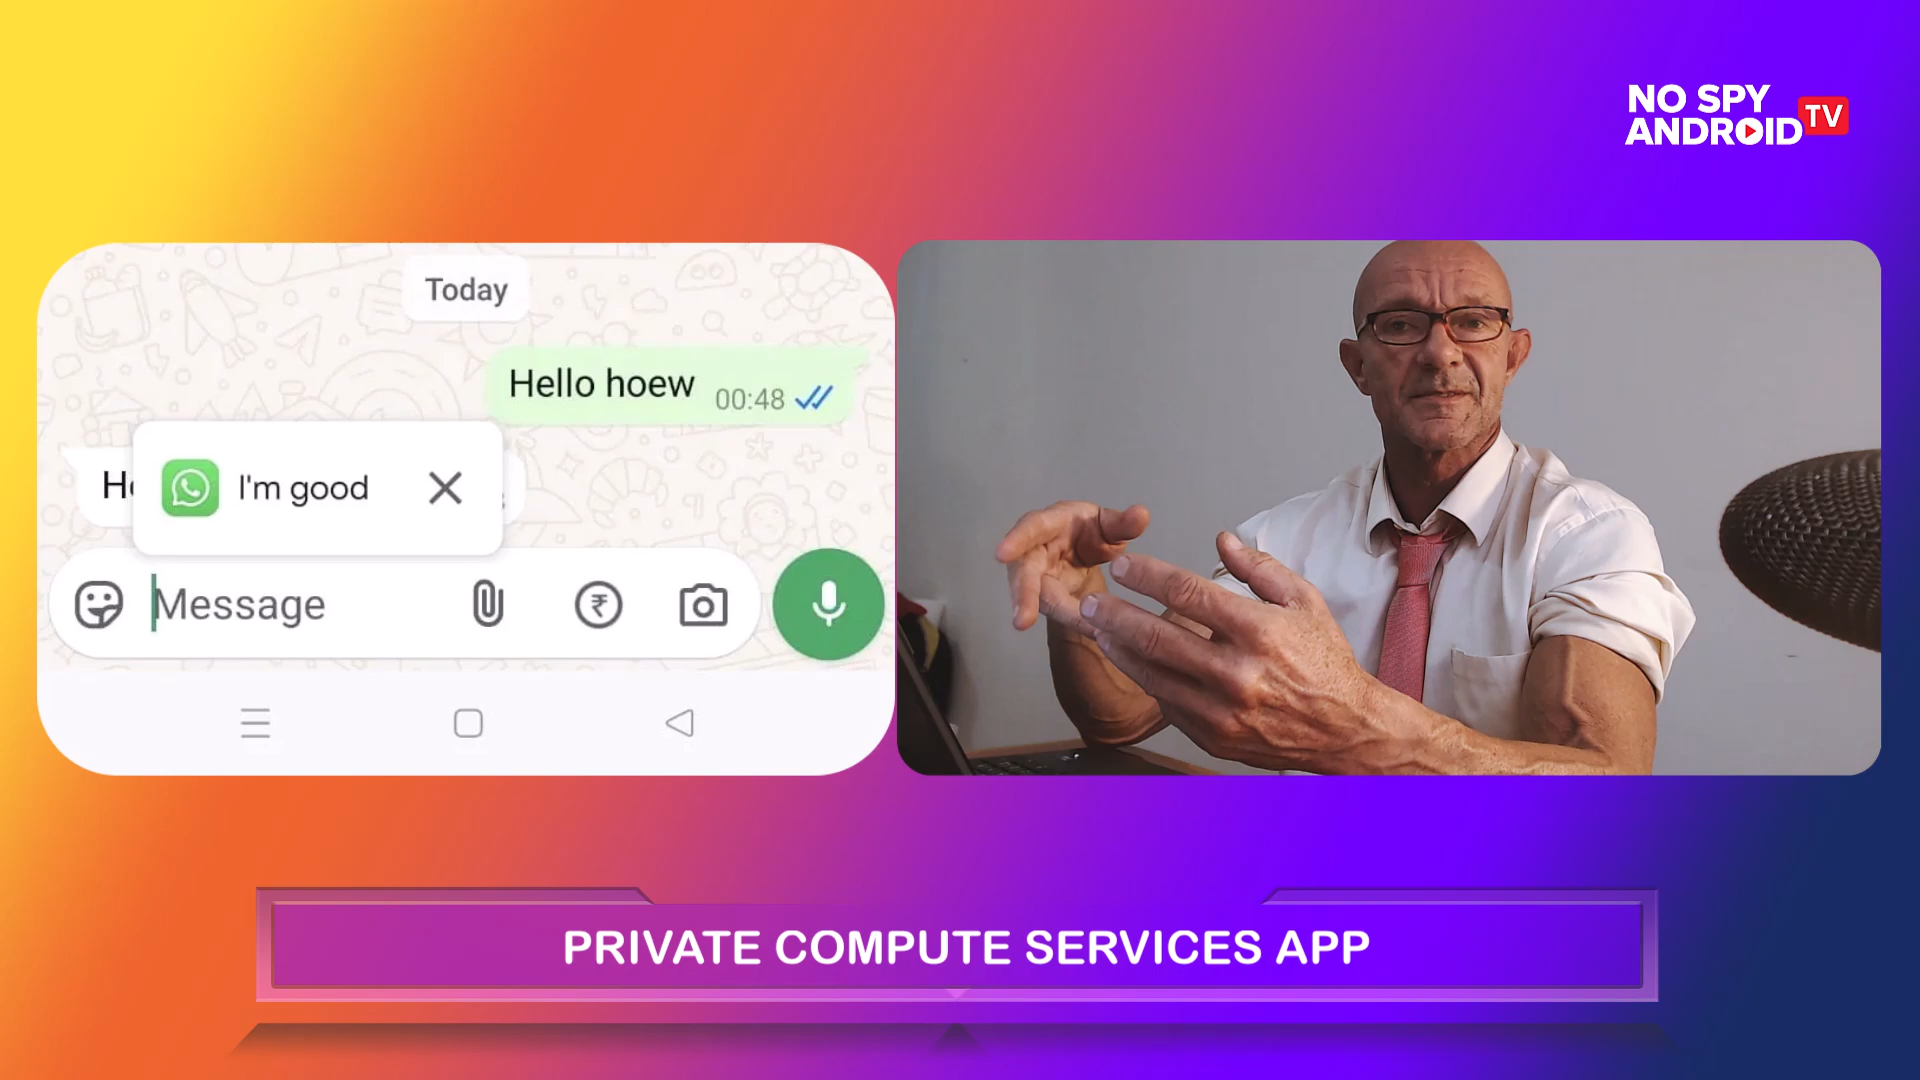 NO SPY
ANDROID TV
Today
Hello hoew 00:48
I'm good
Message
PRIVATE COMPUTE SERVICES APP